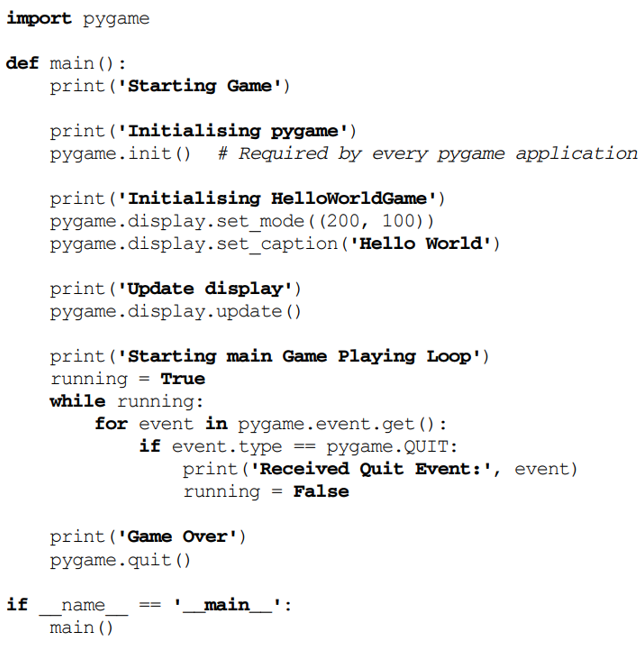 import pygame

def main():
    print('Starting Game')

    print('Initialising pygame')
    pygame.init()  # Required by every pygame application

    print('Initialising HelloWorldGame')
    pygame.display.set_mode((200, 100))
    pygame.display.set_caption('Hello World')

    print('Update display')
    pygame.display.update()

    print('Starting main Game Playing Loop')
    running = True
    while running:
        for event in pygame.event.get():
            if event.type == pygame.QUIT:
                print('Received Quit Event:', event)
                running = False

    print('Game Over')
    pygame.quit()

if __name__ == '__main__':
    main()